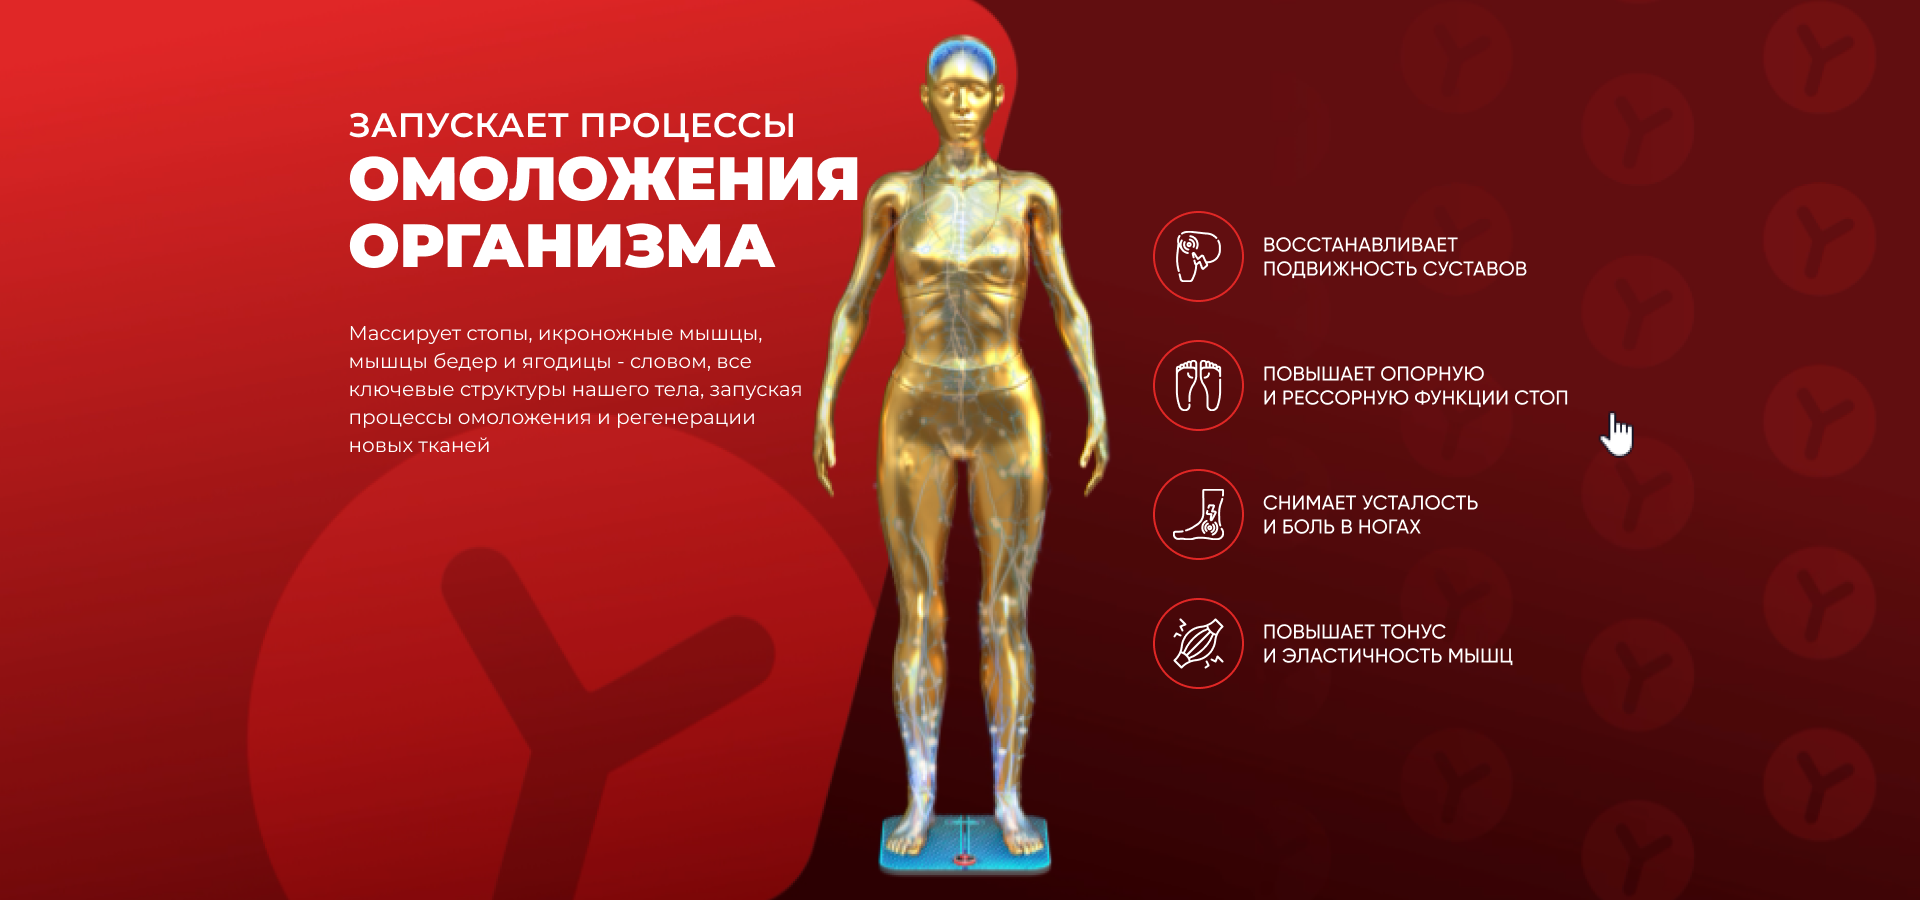 ЗАПУСКАЕТ ПРОЦЕССЫ
ОМОЛОЖЕНИЯ
ОРГАНИЗМА
Массирует стопы, икроножные мышцы,
мышцы бедер и ягодицы - словом, все
ключевые структуры нашего тела, запуская
процессы омоложения и регенерации
новых тканей
ВОССТАНАВЛИВАЕТ
ПОДВИЖНОСТЬ СУСТАВОВ
ПОВЫШАЕТ ОПОРНУЮ
И РЕССОРНУЮ ФУНКЦИИ СТОП
СНИМАЕТ УСТАЛОСТЬ
И БОЛЬ В НОГАХ
ПОВЫШАЕТ ТОНУС
И ЭЛАСТИЧНОСТЬ МЫШЦ